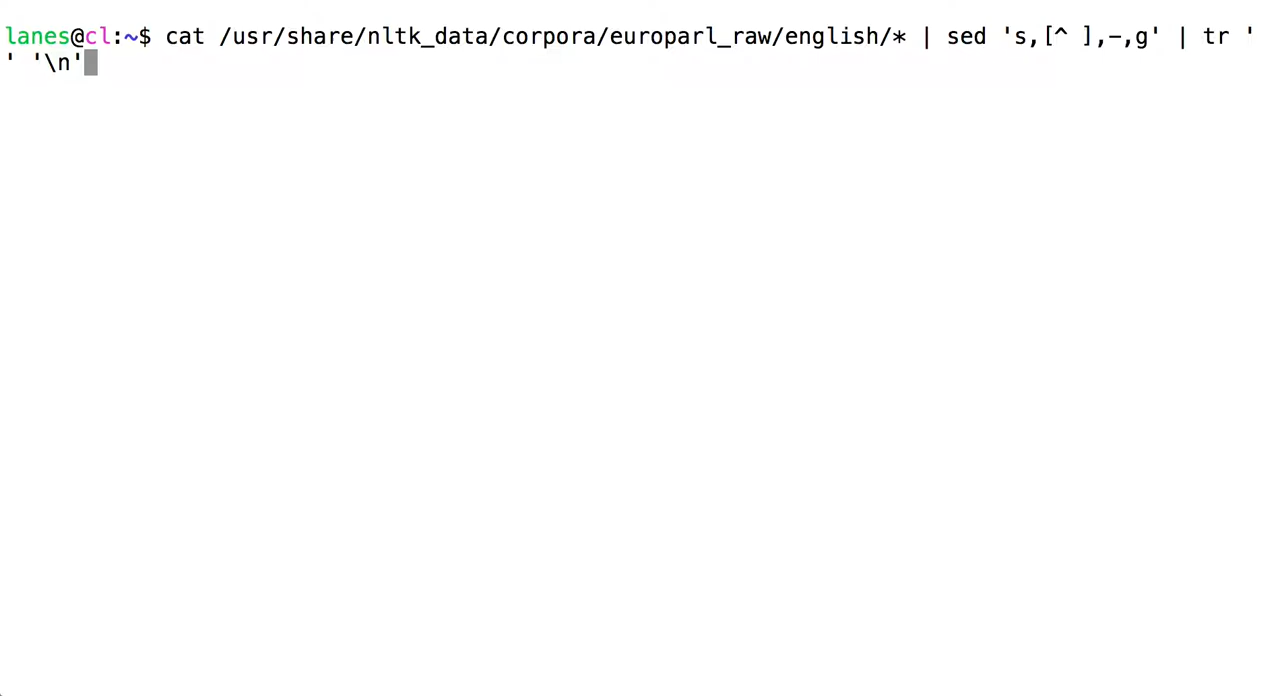 lanes@cl:~$ cat /usr/share/nltk_data/corpora/europarl_raw/english/* | sed 's,[^ ],-,g' | tr '
' '\n'